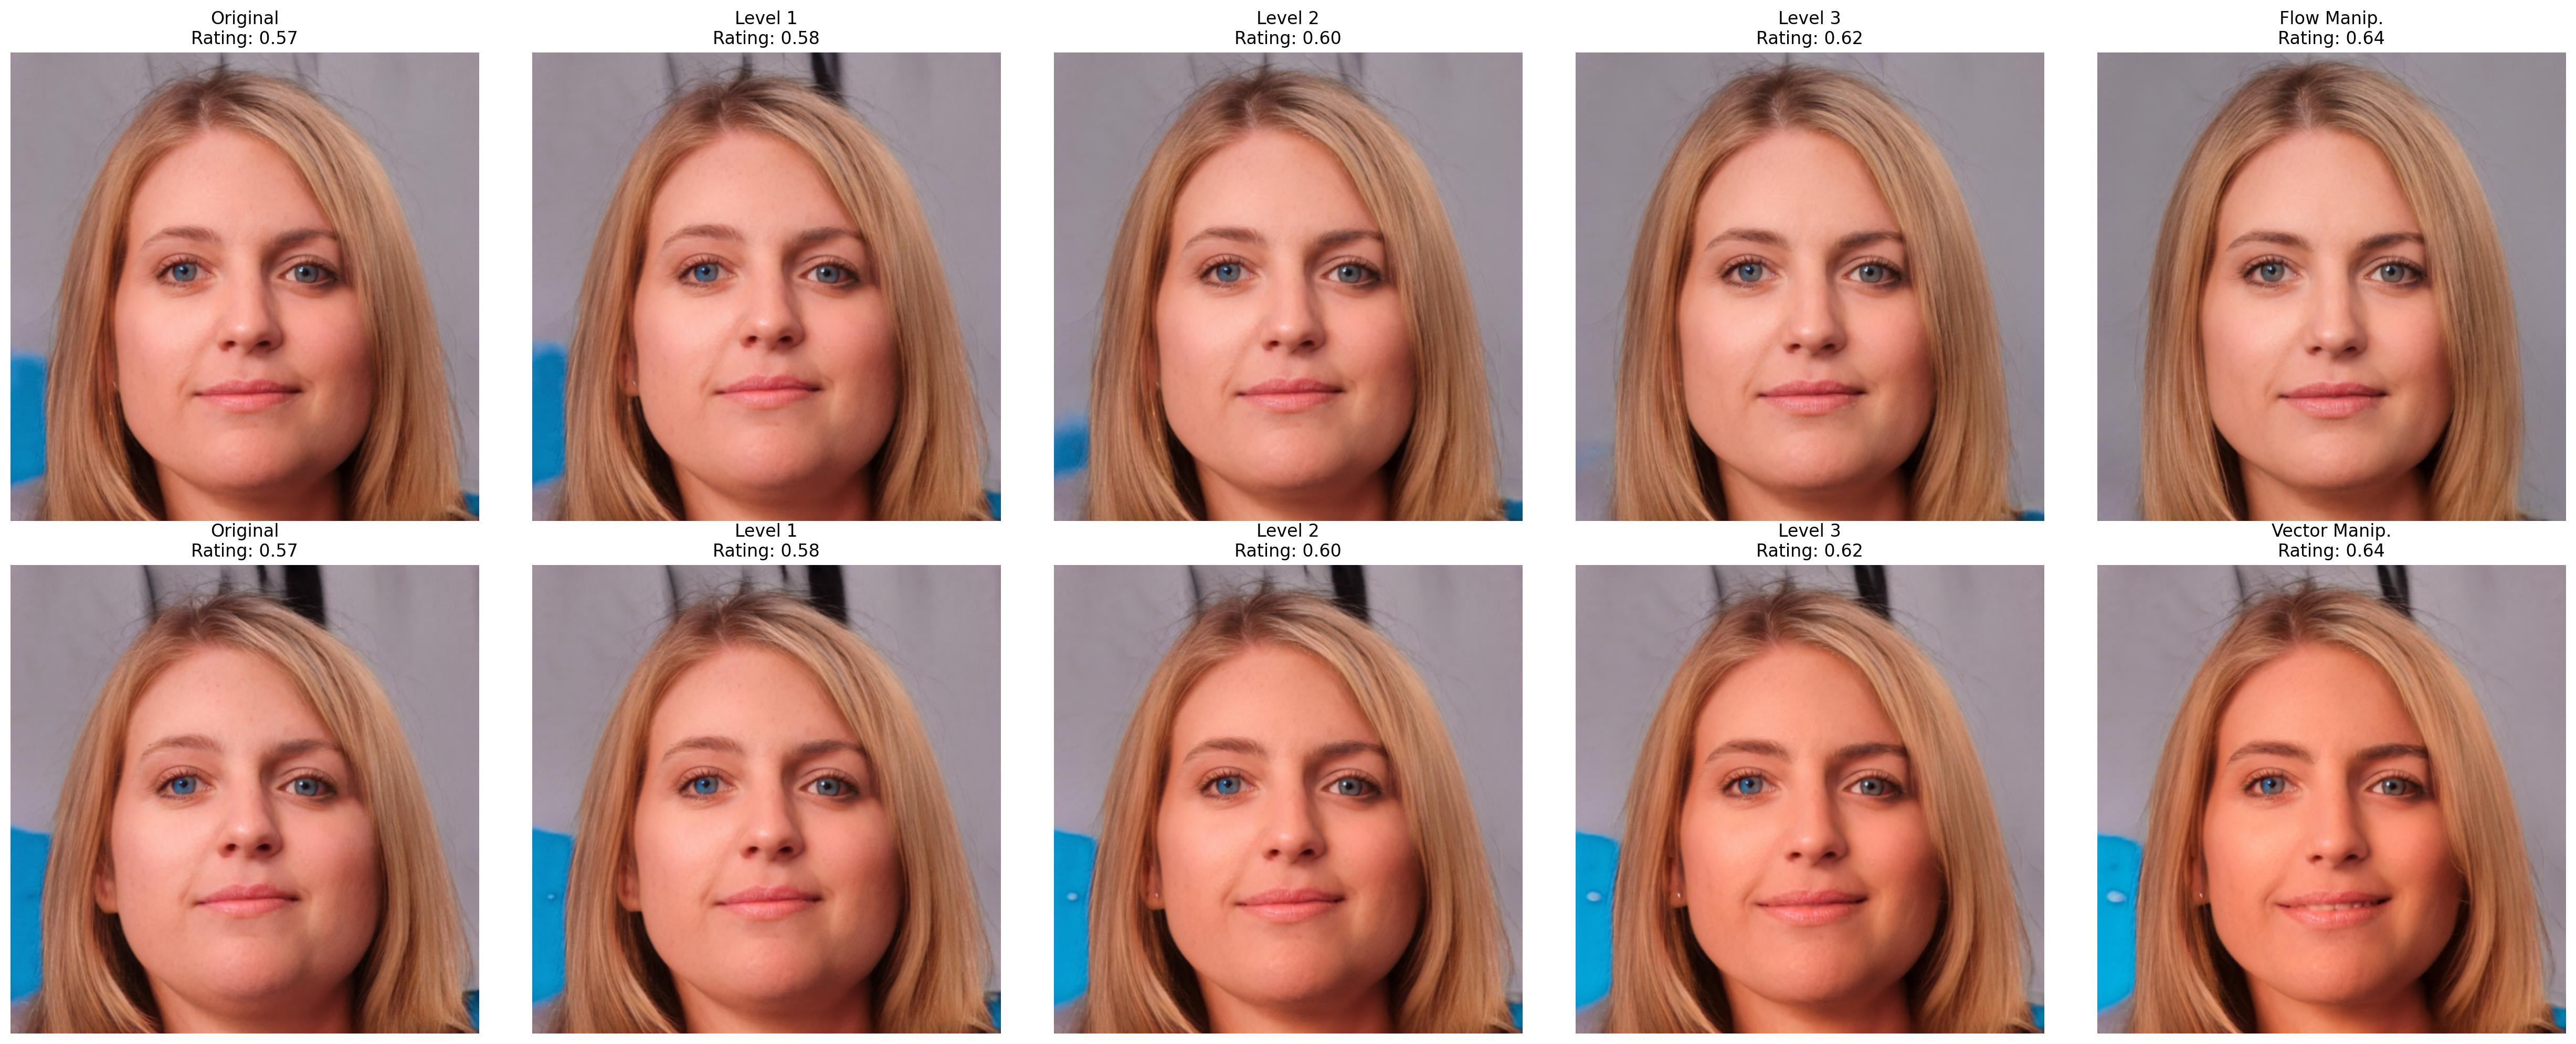 Original
Rating: 0.57
Level 1
Rating: 0.58
Level 2
Rating: 0.60
Level 3
Rating: 0.62
Flow Manip.
Rating: 0.64
Original
Rating: 0.57
Level 1
Rating: 0.58
Level 2
Rating: 0.60
Level 3
Rating: 0.62
Vector Manip.
Rating: 0.64